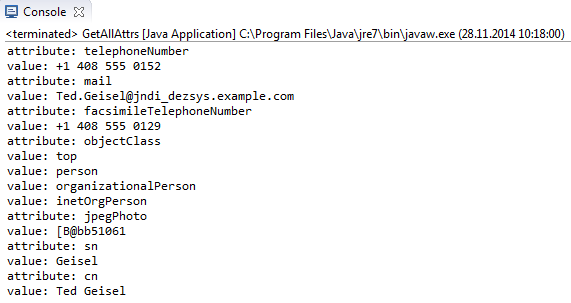 Console
<terminated> GetAllAttrs [Java Application] C:\Program Files\Java\jre7\bin\javaw.exe (28.11.2014 10:18:00)
attribute: telephoneNumber
value: +1 408 555 0152
attribute: mail
value: Ted.Geisel@jndi_dezsys.example.com
attribute: facsimileTelephoneNumber
value: +1 408 555 0129
attribute: objectClass
value: top
value: person
value: organizationalPerson
value: inetOrgPerson
attribute: jpegPhoto
value: [B@bb51061
attribute: sn
value: Geisel
attribute: cn
value: Ted Geisel